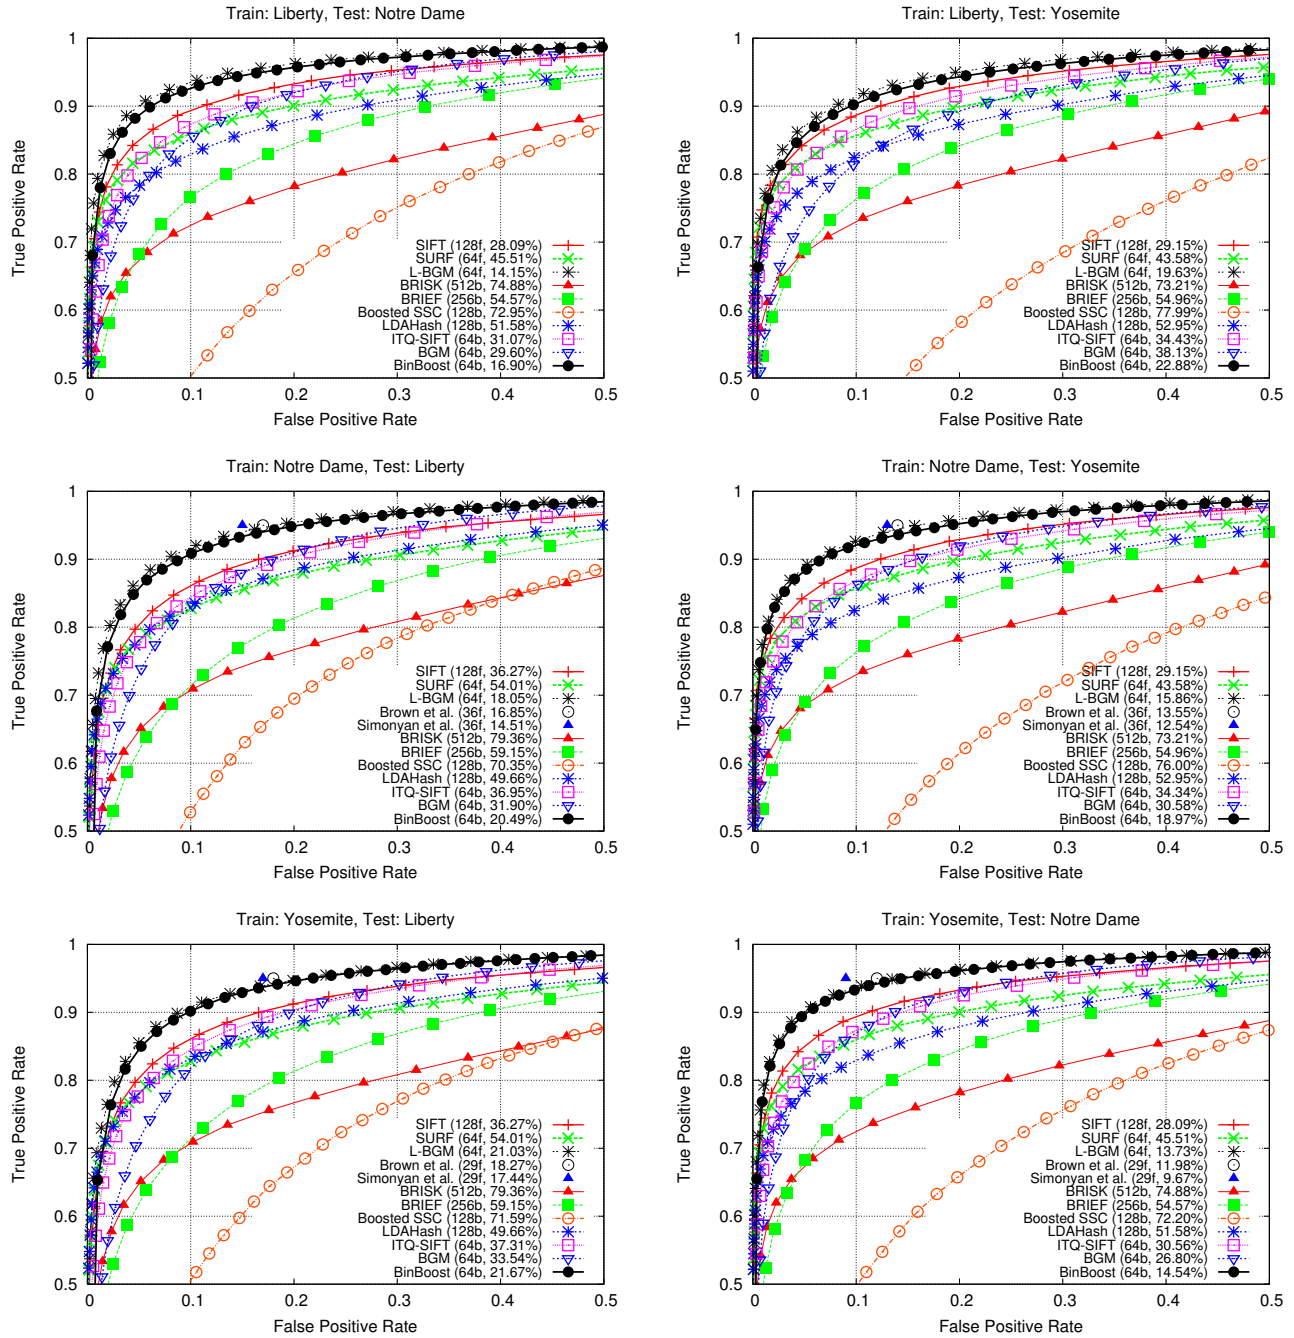 Train: Liberty, Test: Notre Dame
True Positive Rate
1
0.9
0.8
0.7
0.6
0.5
SIFT (128f, 28.09%)
SURF (64f, 45.51%)
L-BGM (64f, 14.15%)
BRISK (512b, 74.88%)
BRIEF (256b, 54.57%)
Boosted SSC (128b, 72.95%)
LDAHash (128b, 51.58%)
ITQ-SIFT (64b, 31.07%)
BGM (64b, 29.60%)
BinBoost (64b, 16.90%)
0 0.1 0.2 0.3 0.4 0.5
False Positive Rate
Train: Liberty, Test: Yosemite
True Positive Rate
1
0.9
0.8
0.7
0.6
0.5
SIFT (128f, 29.15%)
SURF (64f, 43.58%)
L-BGM (64f, 19.63%)
BRISK (512b, 73.21%)
BRIEF (256b, 54.96%)
Boosted SSC (128b, 77.99%)
LDAHash (128b, 52.95%)
ITQ-SIFT (64b, 34.43%)
BGM (64b, 38.13%)
BinBoost (64b, 22.88%)
0 0.1 0.2 0.3 0.4 0.5
False Positive Rate
Train: Notre Dame, Test: Liberty
True Positive Rate
1
0.9
0.8
0.7
0.6
0.5
SIFT (128f, 36.27%)
SURF (64f, 54.01%)
L-BGM (64f, 18.05%)
Brown et al. (36f, 16.85%)
Simonyan et al. (36f, 14.51%)
BRISK (512b, 79.36%)
BRIEF (256b, 59.15%)
Boosted SSC (128b, 70.35%)
LDAHash (128b, 49.66%)
ITQ-SIFT (64b, 36.95%)
BGM (64b, 31.90%)
BinBoost (64b, 20.49%)
0 0.1 0.2 0.3 0.4 0.5
False Positive Rate
Train: Notre Dame, Test: Yosemite
True Positive Rate
1
0.9
0.8
0.7
0.6
0.5
SIFT (128f, 29.15%)
SURF (64f, 43.58%)
L-BGM (64f, 15.86%)
Brown et al. (36f, 13.55%)
Simonyan et al. (36f, 12.54%)
BRISK (512b, 73.21%)
BRIEF (256b, 54.96%)
Boosted SSC (128b, 76.00%)
LDAHash (128b, 52.95%)
ITQ-SIFT (64b, 34.34%)
BGM (64b, 30.58%)
BinBoost (64b, 18.97%)
0 0.1 0.2 0.3 0.4 0.5
False Positive Rate
Train: Yosemite, Test: Liberty
True Positive Rate
1
0.9
0.8
0.7
0.6
0.5
SIFT (128f, 36.27%)
SURF (64f, 54.01%)
L-BGM (64f, 21.03%)
Brown et al. (29f, 18.27%)
Simonyan et al. (29f, 17.44%)
BRISK (512b, 79.36%)
BRIEF (256b, 59.15%)
Boosted SSC (128b, 71.59%)
LDAHash (128b, 49.66%)
ITQ-SIFT (64b, 37.31%)
BGM (64b, 33.54%)
BinBoost (64b, 21.67%)
0 0.1 0.2 0.3 0.4 0.5
False Positive Rate
Train: Yosemite, Test: Notre Dame
True Positive Rate
1
0.9
0.8
0.7
0.6
0.5
SIFT (128f, 28.09%)
SURF (64f, 45.51%)
L-BGM (64f, 13.73%)
Brown et al. (29f, 11.98%)
Simonyan et al. (29f, 9.67%)
BRISK (512b, 74.88%)
BRIEF (256b, 54.57%)
Boosted SSC (128b, 72.20%)
LDAHash (128b, 51.58%)
ITQ-SIFT (64b, 30.56%)
BGM (64b, 26.80%)
BinBoost (64b, 14.54%)
0 0.1 0.2 0.3 0.4 0.5
False Positive Rate